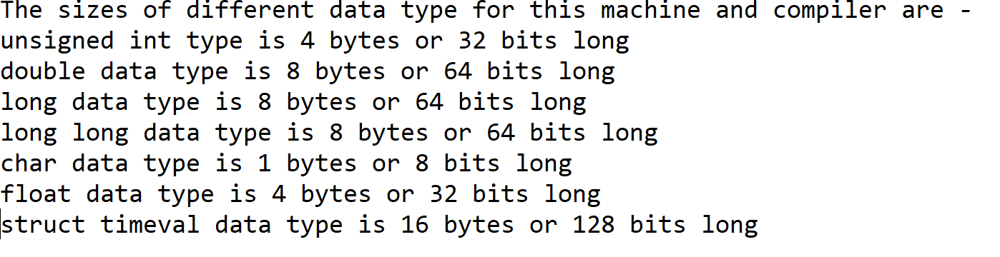 The sizes of different data type for this machine and compiler are -
unsigned int type is 4 bytes or 32 bits long
double data type is 8 bytes or 64 bits long
long data type is 8 bytes or 64 bits long
long long data type is 8 bytes or 64 bits long
char data type is 1 bytes or 8 bits long
float data type is 4 bytes or 32 bits long
struct timeval data type is 16 bytes or 128 bits long